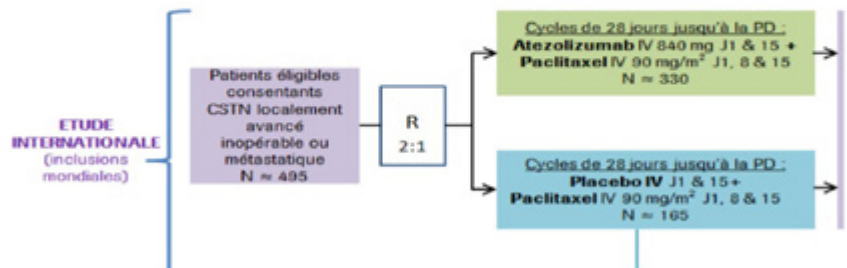 ETUDE
INTERNATIONALE
(inclusions
mondiales)
Patients éligibles
consentants
CSTN localement
avancé
inopérable ou
métastatique
N ≈ 495
R
2:1
Cycles de 28 jours jusqu'à la PD :
Atezolizumab IV 840 mg J1 & 15 +
Paclitaxel IV 90 mg/m² J1, 8 & 15
N ≈ 330
Cycles de 28 jours jusqu'à la PD :
Placebo IV J1 & 15+
Paclitaxel IV 90 mg/m² J1, 8 & 15
N ≈ 165